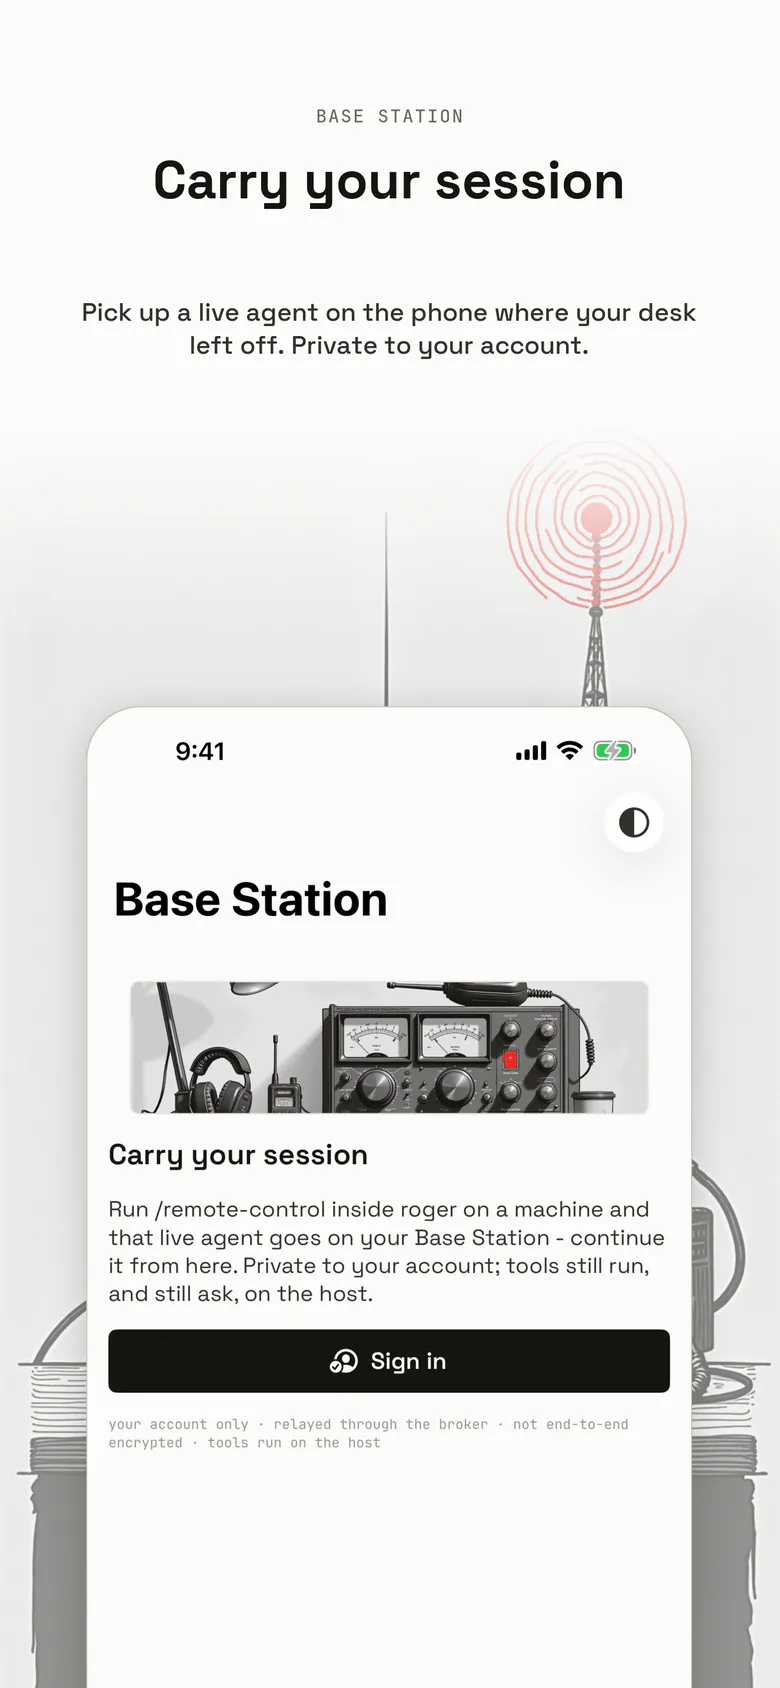 BASE STATION
Carry your session
Pick up a live agent on the phone where your desk
left off. Private to your account.
9:41
Base Station
Carry your session
Run /remote-control inside roger on a machine and
that live agent goes on your Base Station - continue
it from here. Private to your account; tools still run,
and still ask, on the host.
Sign in
your account only · relayed through the broker · not end-to-end
encrypted · tools run on the host